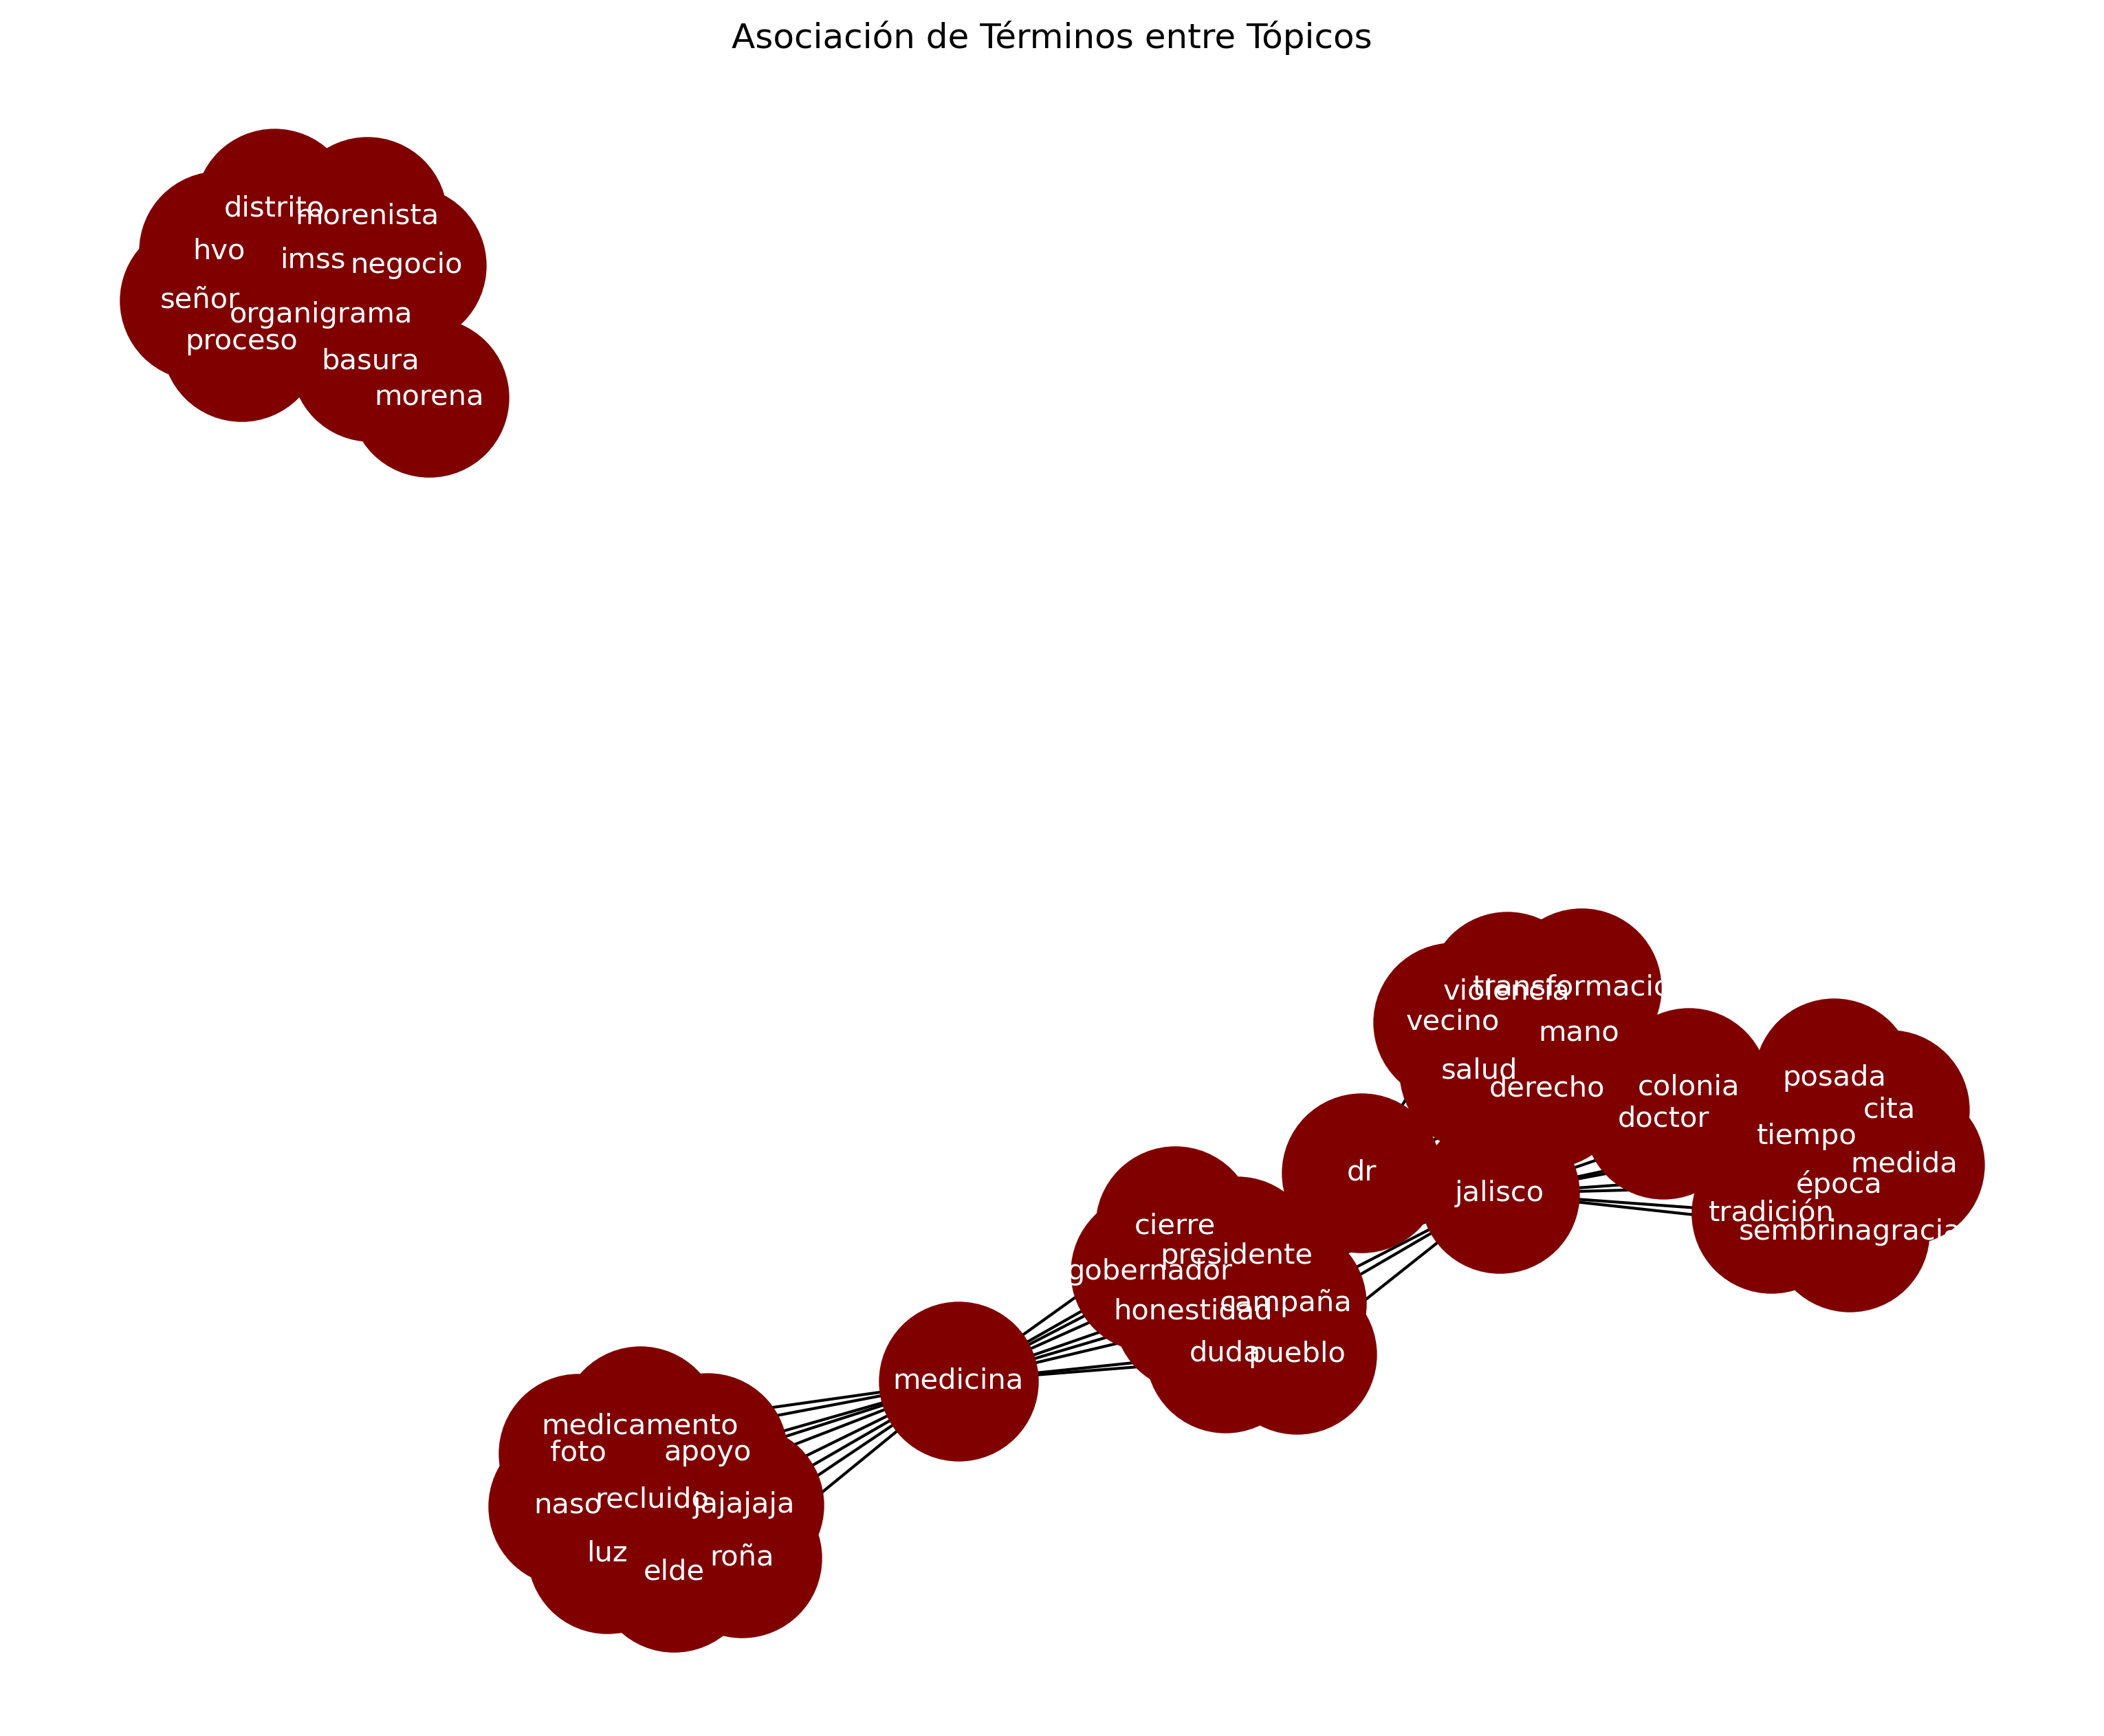 Asociación de Términos entre Tópicos
distrito
morenista
hvo
imss
negocio
señor
organigrama
proceso
basura
morena
violencia
transformacio
vecino
mano
salud
derecho
colonia
doctor
posada
cita
tiempo
medida
época
tradición
sembrinagracia
dr
jalisco
cierre
presidente
gobernador
honestidad
campaña
duda
pueblo
medicina
medicamento
foto
apoyo
naso
recluido
jajajaja
luz
elde
roña